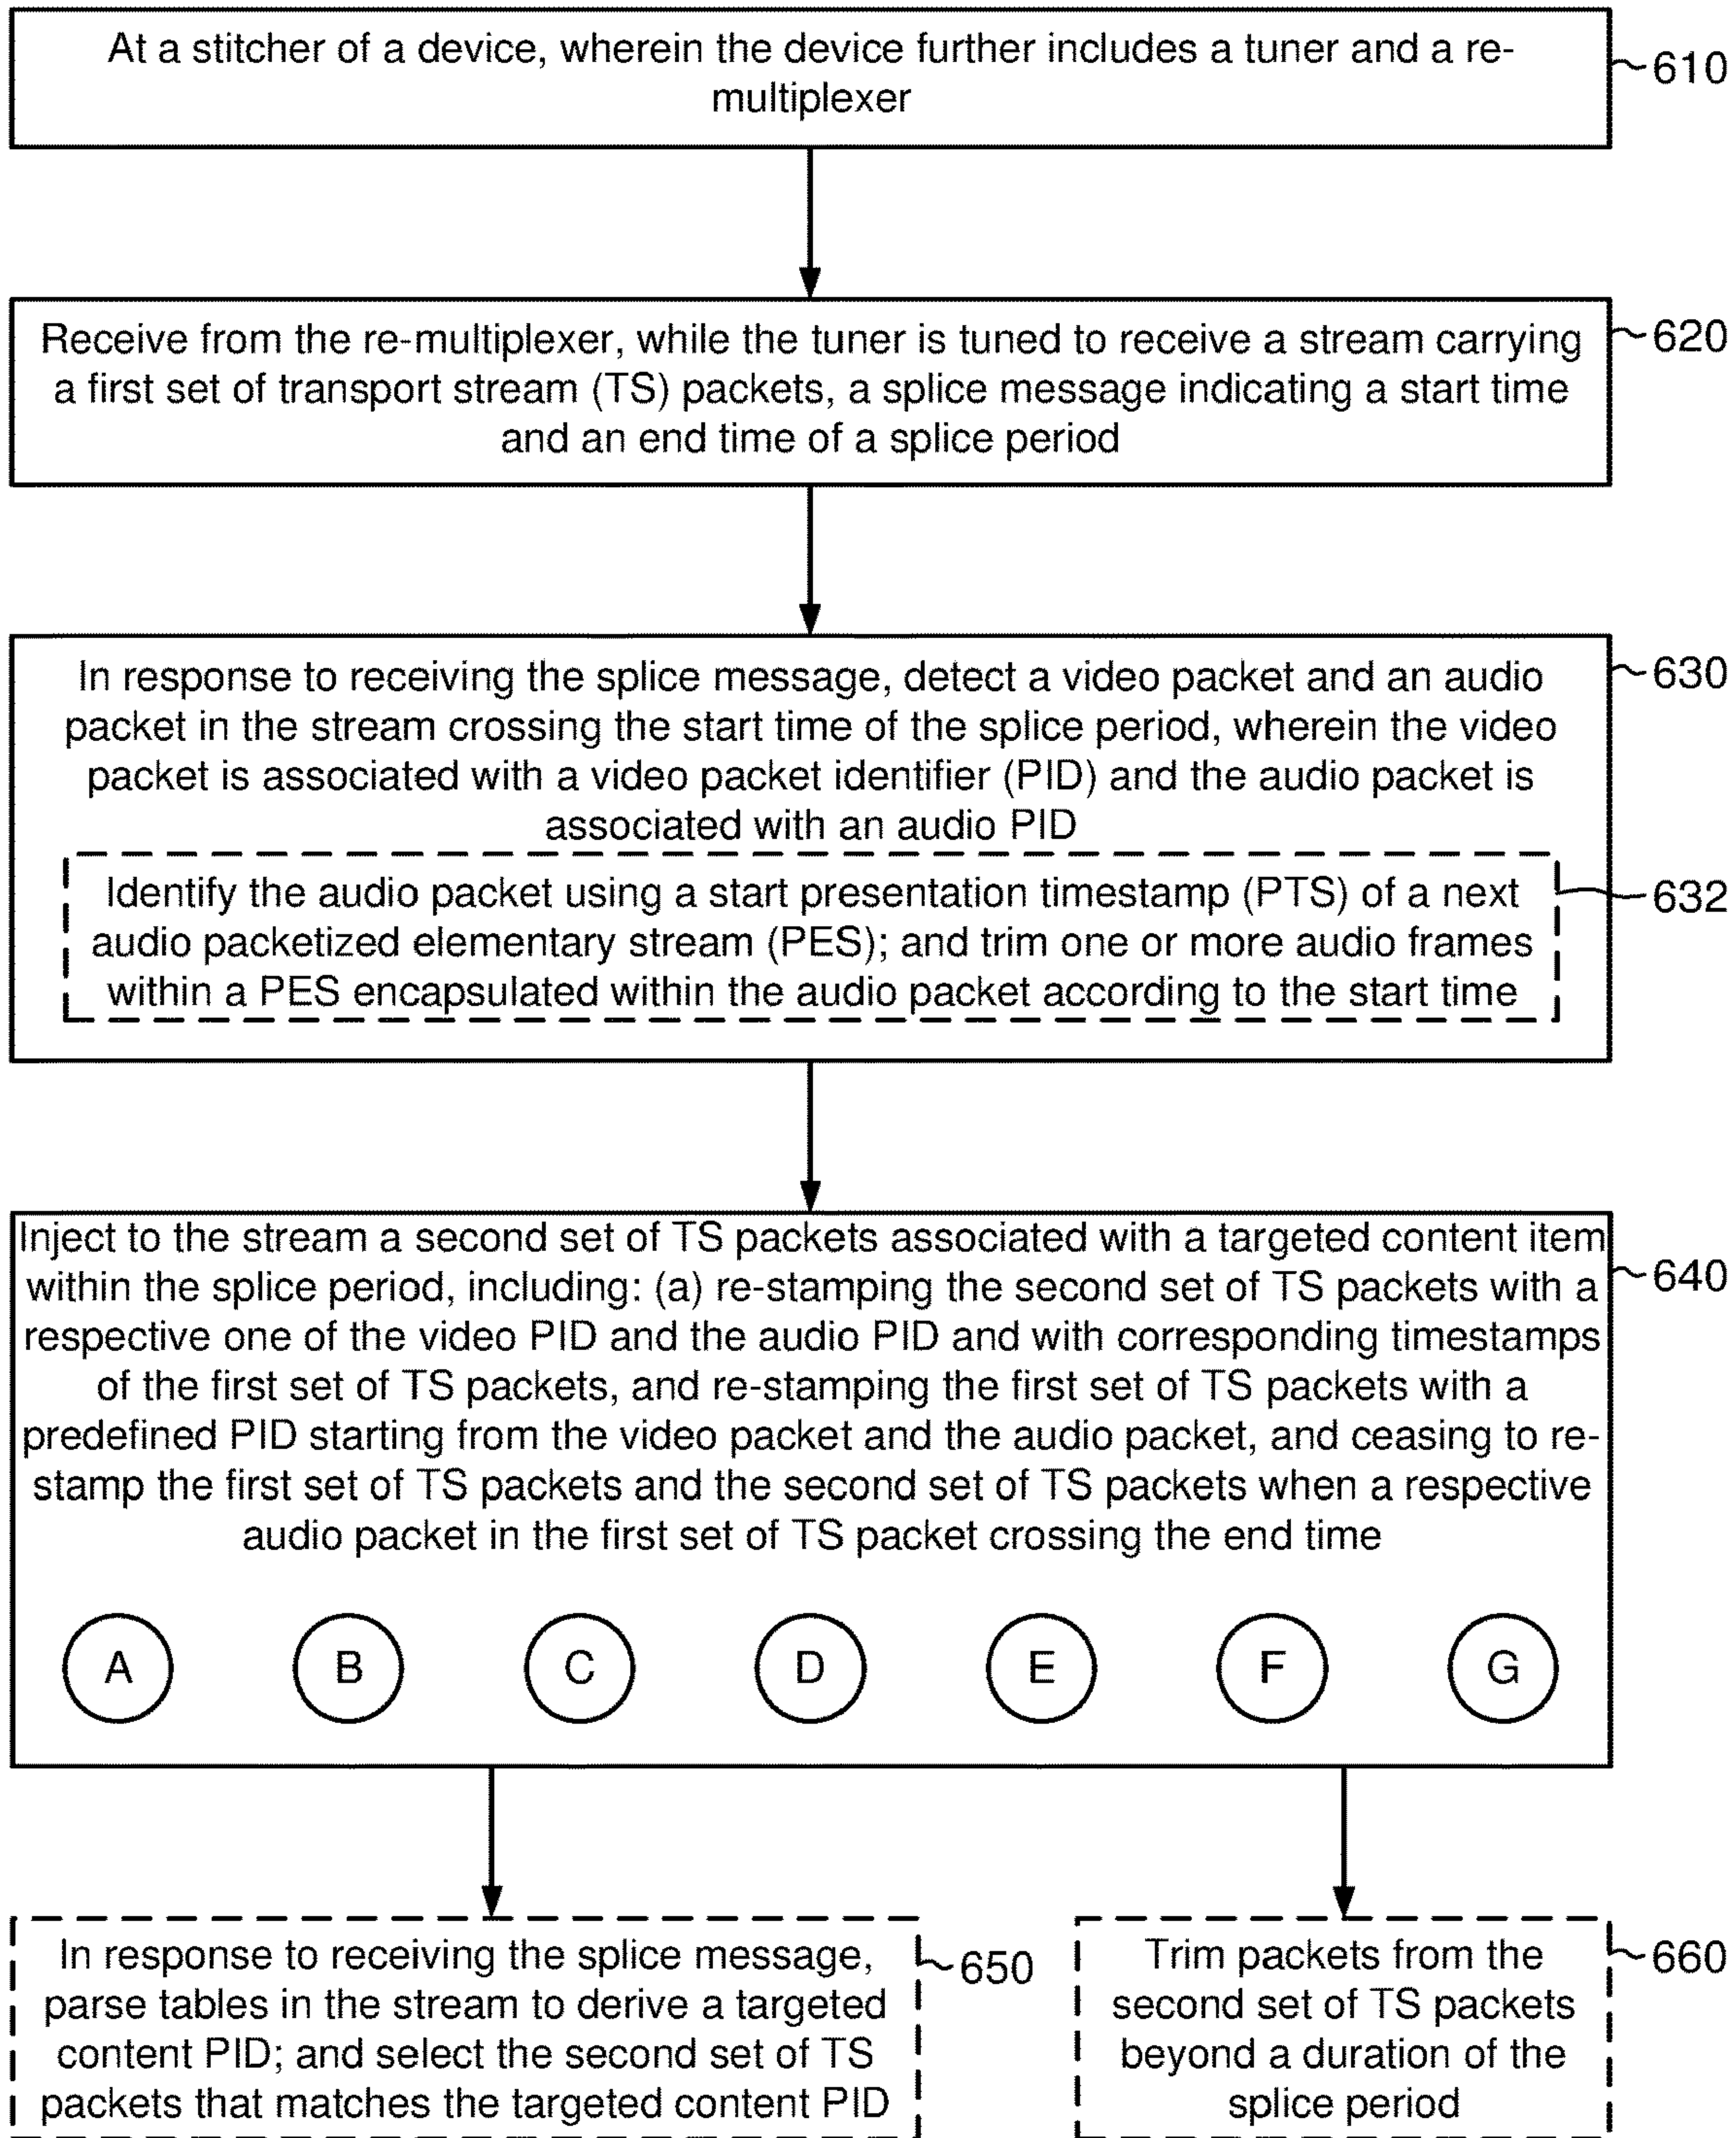 At a stitcher of a device, wherein the device further includes a tuner and a re-
multiplexer
610
Receive from the re-multiplexer, while the tuner is tuned to receive a stream carrying
a first set of transport stream (TS) packets, a splice message indicating a start time
and an end time of a splice period
620
In response to receiving the splice message, detect a video packet and an audio
packet in the stream crossing the start time of the splice period, wherein the video
packet is associated with a video packet identifier (PID) and the audio packet is
associated with an audio PID
630
Identify the audio packet using a start presentation timestamp (PTS) of a next
audio packetized elementary stream (PES); and trim one or more audio frames
within a PES encapsulated within the audio packet according to the start time
632
Inject to the stream a second set of TS packets associated with a targeted content item
within the splice period, including: (a) re-stamping the second set of TS packets with a
respective one of the video PID and the audio PID and with corresponding timestamps
of the first set of TS packets, and re-stamping the first set of TS packets with a
predefined PID starting from the video packet and the audio packet, and ceasing to re-
stamp the first set of TS packets and the second set of TS packets when a respective
audio packet in the first set of TS packet crossing the end time
640
A B C D E F G
In response to receiving the splice message,
parse tables in the stream to derive a targeted
content PID; and select the second set of TS
packets that matches the targeted content PID
650
Trim packets from the
second set of TS packets
beyond a duration of the
splice period
660